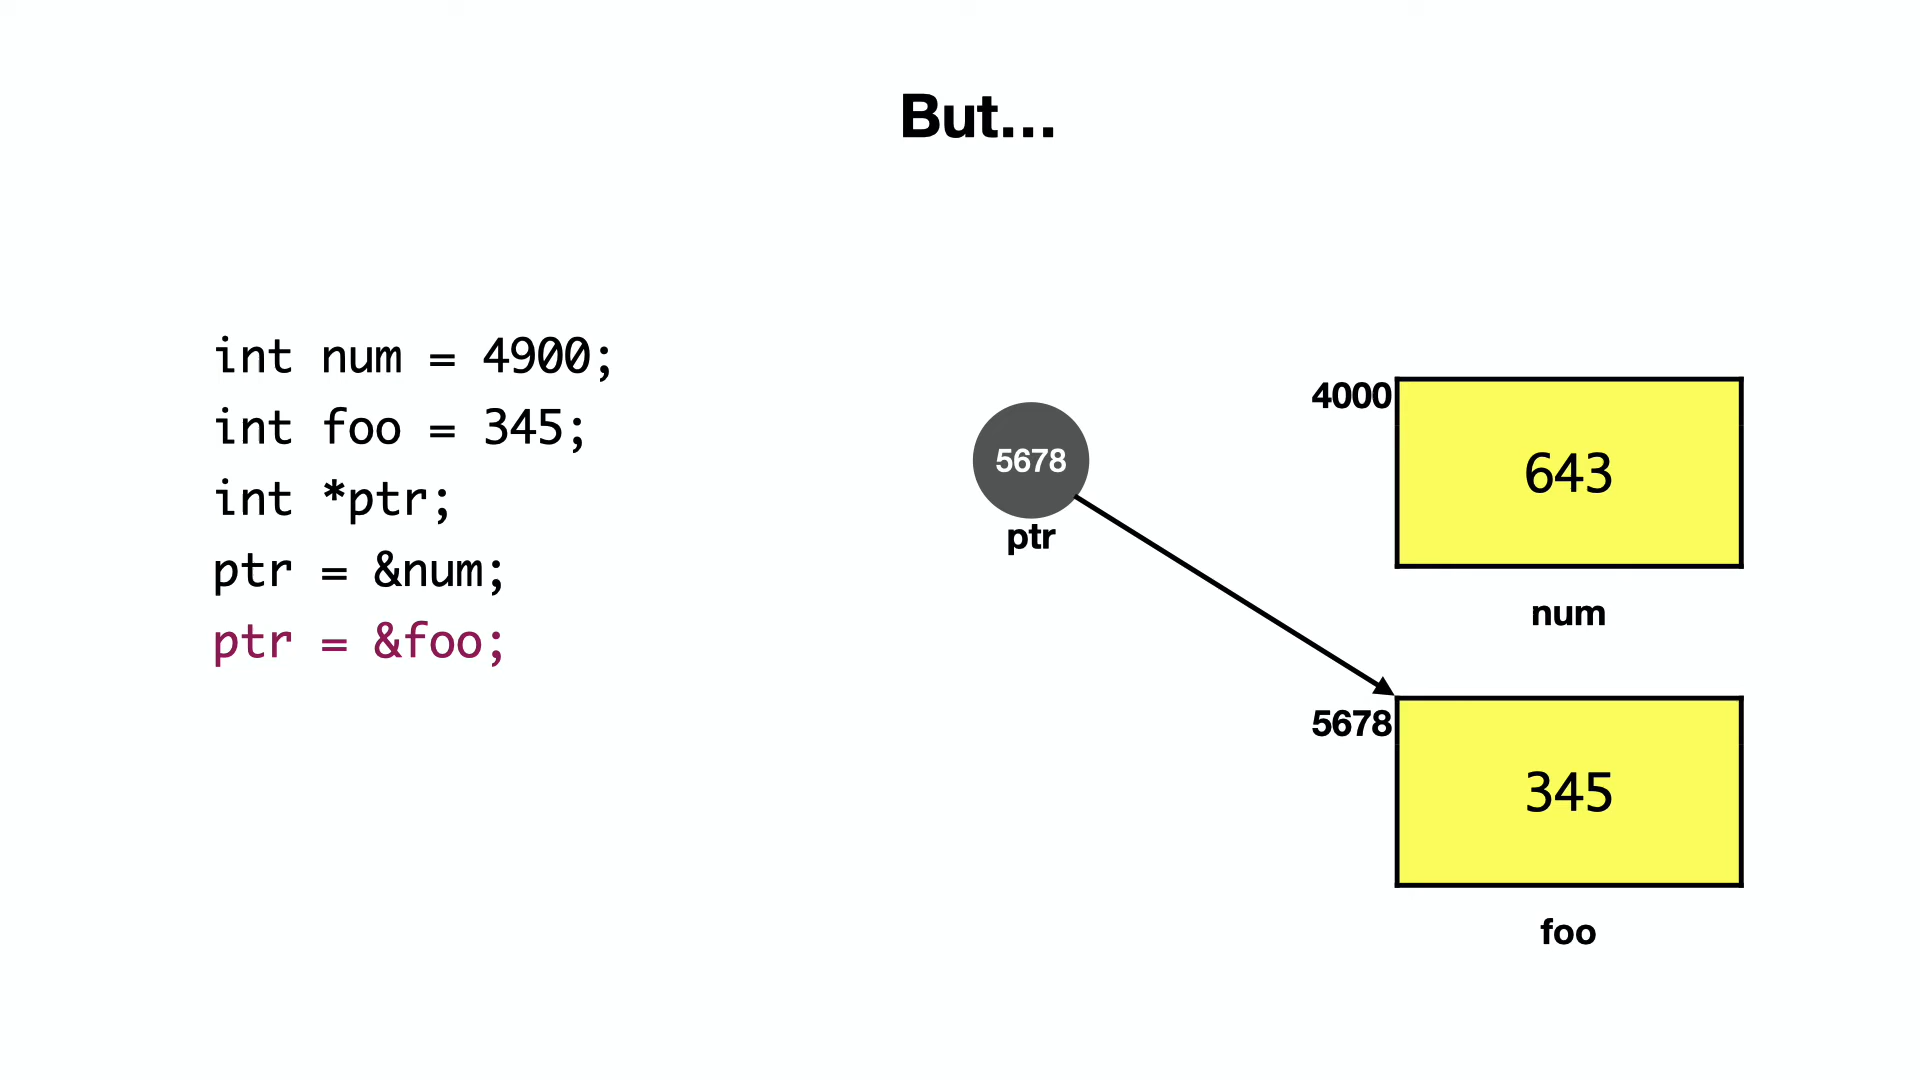 But...
int num = 4900;
int foo = 345;
int *ptr;
ptr = &num;
ptr = &foo;
5678
ptr
4000
643
num
5678
345
foo